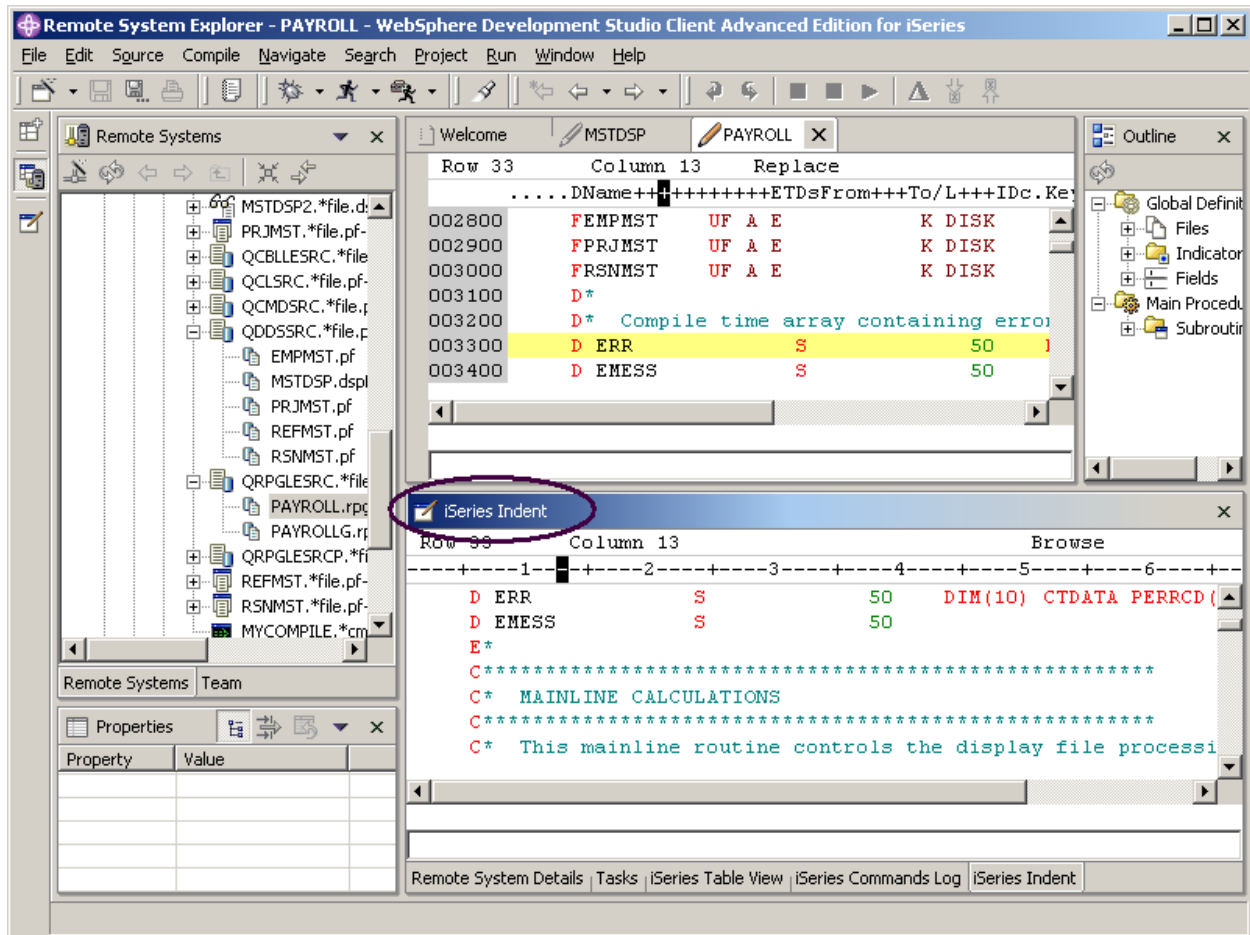 Remote System Explorer - PAYROLL - WebSphere Development Studio Client Advanced Edition for iSeries
File Edit Source Compile Navigate Search Project Run Window Help
Remote Systems
MSTDSP2.*file.d
PRJMST.*file.pf-
QCBLLESRC.*file
QCLSRC.*file.pf-
QCMDSRC.*file.p
QDDSSRC.*file.p
EMPMST.pf
MSTDSP.dspl
PRJMST.pf
REFMST.pf
RSNMST.pf
QRPGLESRC.*file
PAYROLL.rpg
PAYROLLG.rp
QRPGLESRCP.*fi
REFMST.*file.pf-
RSNMST.*file.pf-
MYCOMPILE.*cm
Remote Systems Team
Properties
Property Value
Welcome MSTDSP PAYROLL
Row 33 Column 13 Replace
.....DName+++++++++++ETDsFrom+++To/L+++IDc.Key
002800 FEMPMST UF A E K DISK
002900 FPRJMST UF A E K DISK
003000 FRSNMST UF A E K DISK
003100 D*
003200 D* Compile time array containing error
003300 D ERR S 50
003400 D EMESS S 50
Outline
Global Definit
Files
Indicator
Fields
Main Procedu
Subroutin
iSeries Indent
Row 33 Column 13 Browse
----+----1----+----2----+----3----+----4----+----5----+----6----+--
D ERR S 50 DIM(10) CTDATA PERRCD(
D EMESS S 50
E*
C******************************************************
C* MAINLINE CALCULATIONS
C******************************************************
C* This mainline routine controls the display file processi
Remote System Details Tasks iSeries Table View iSeries Commands Log iSeries Indent